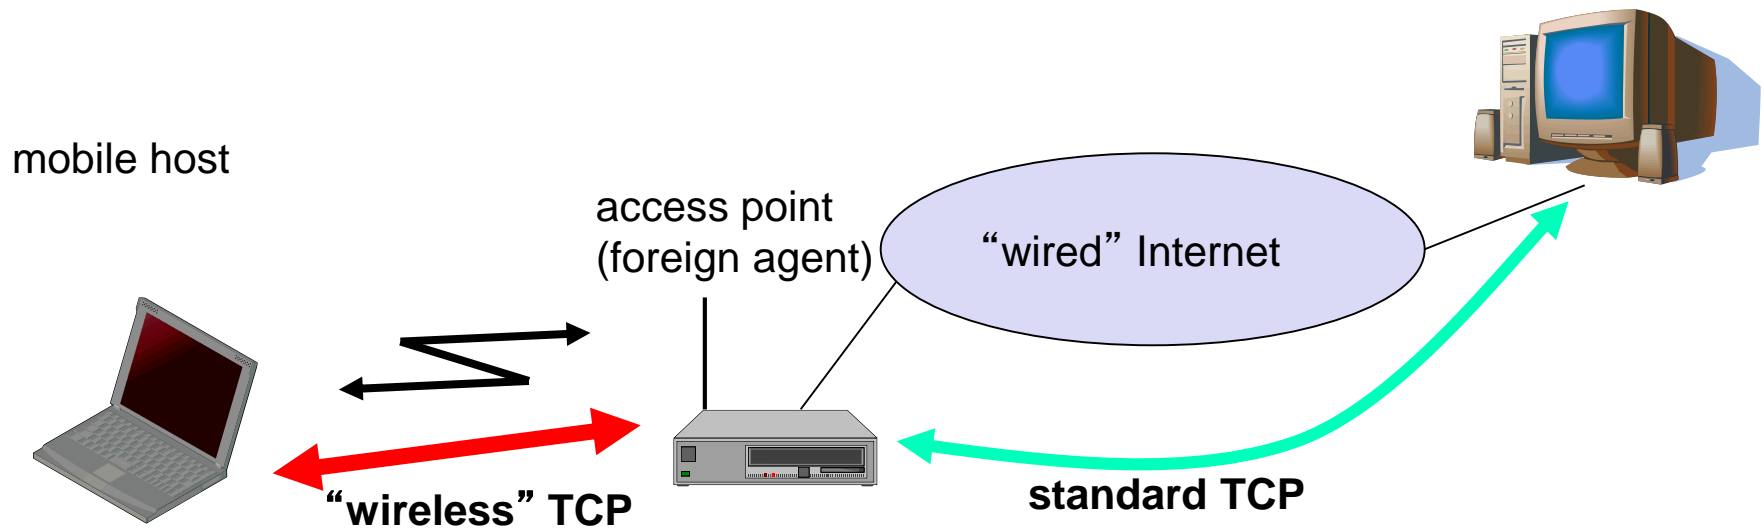 mobile host
access point
(foreign agent)
“wired” Internet
“wireless” TCP
standard TCP